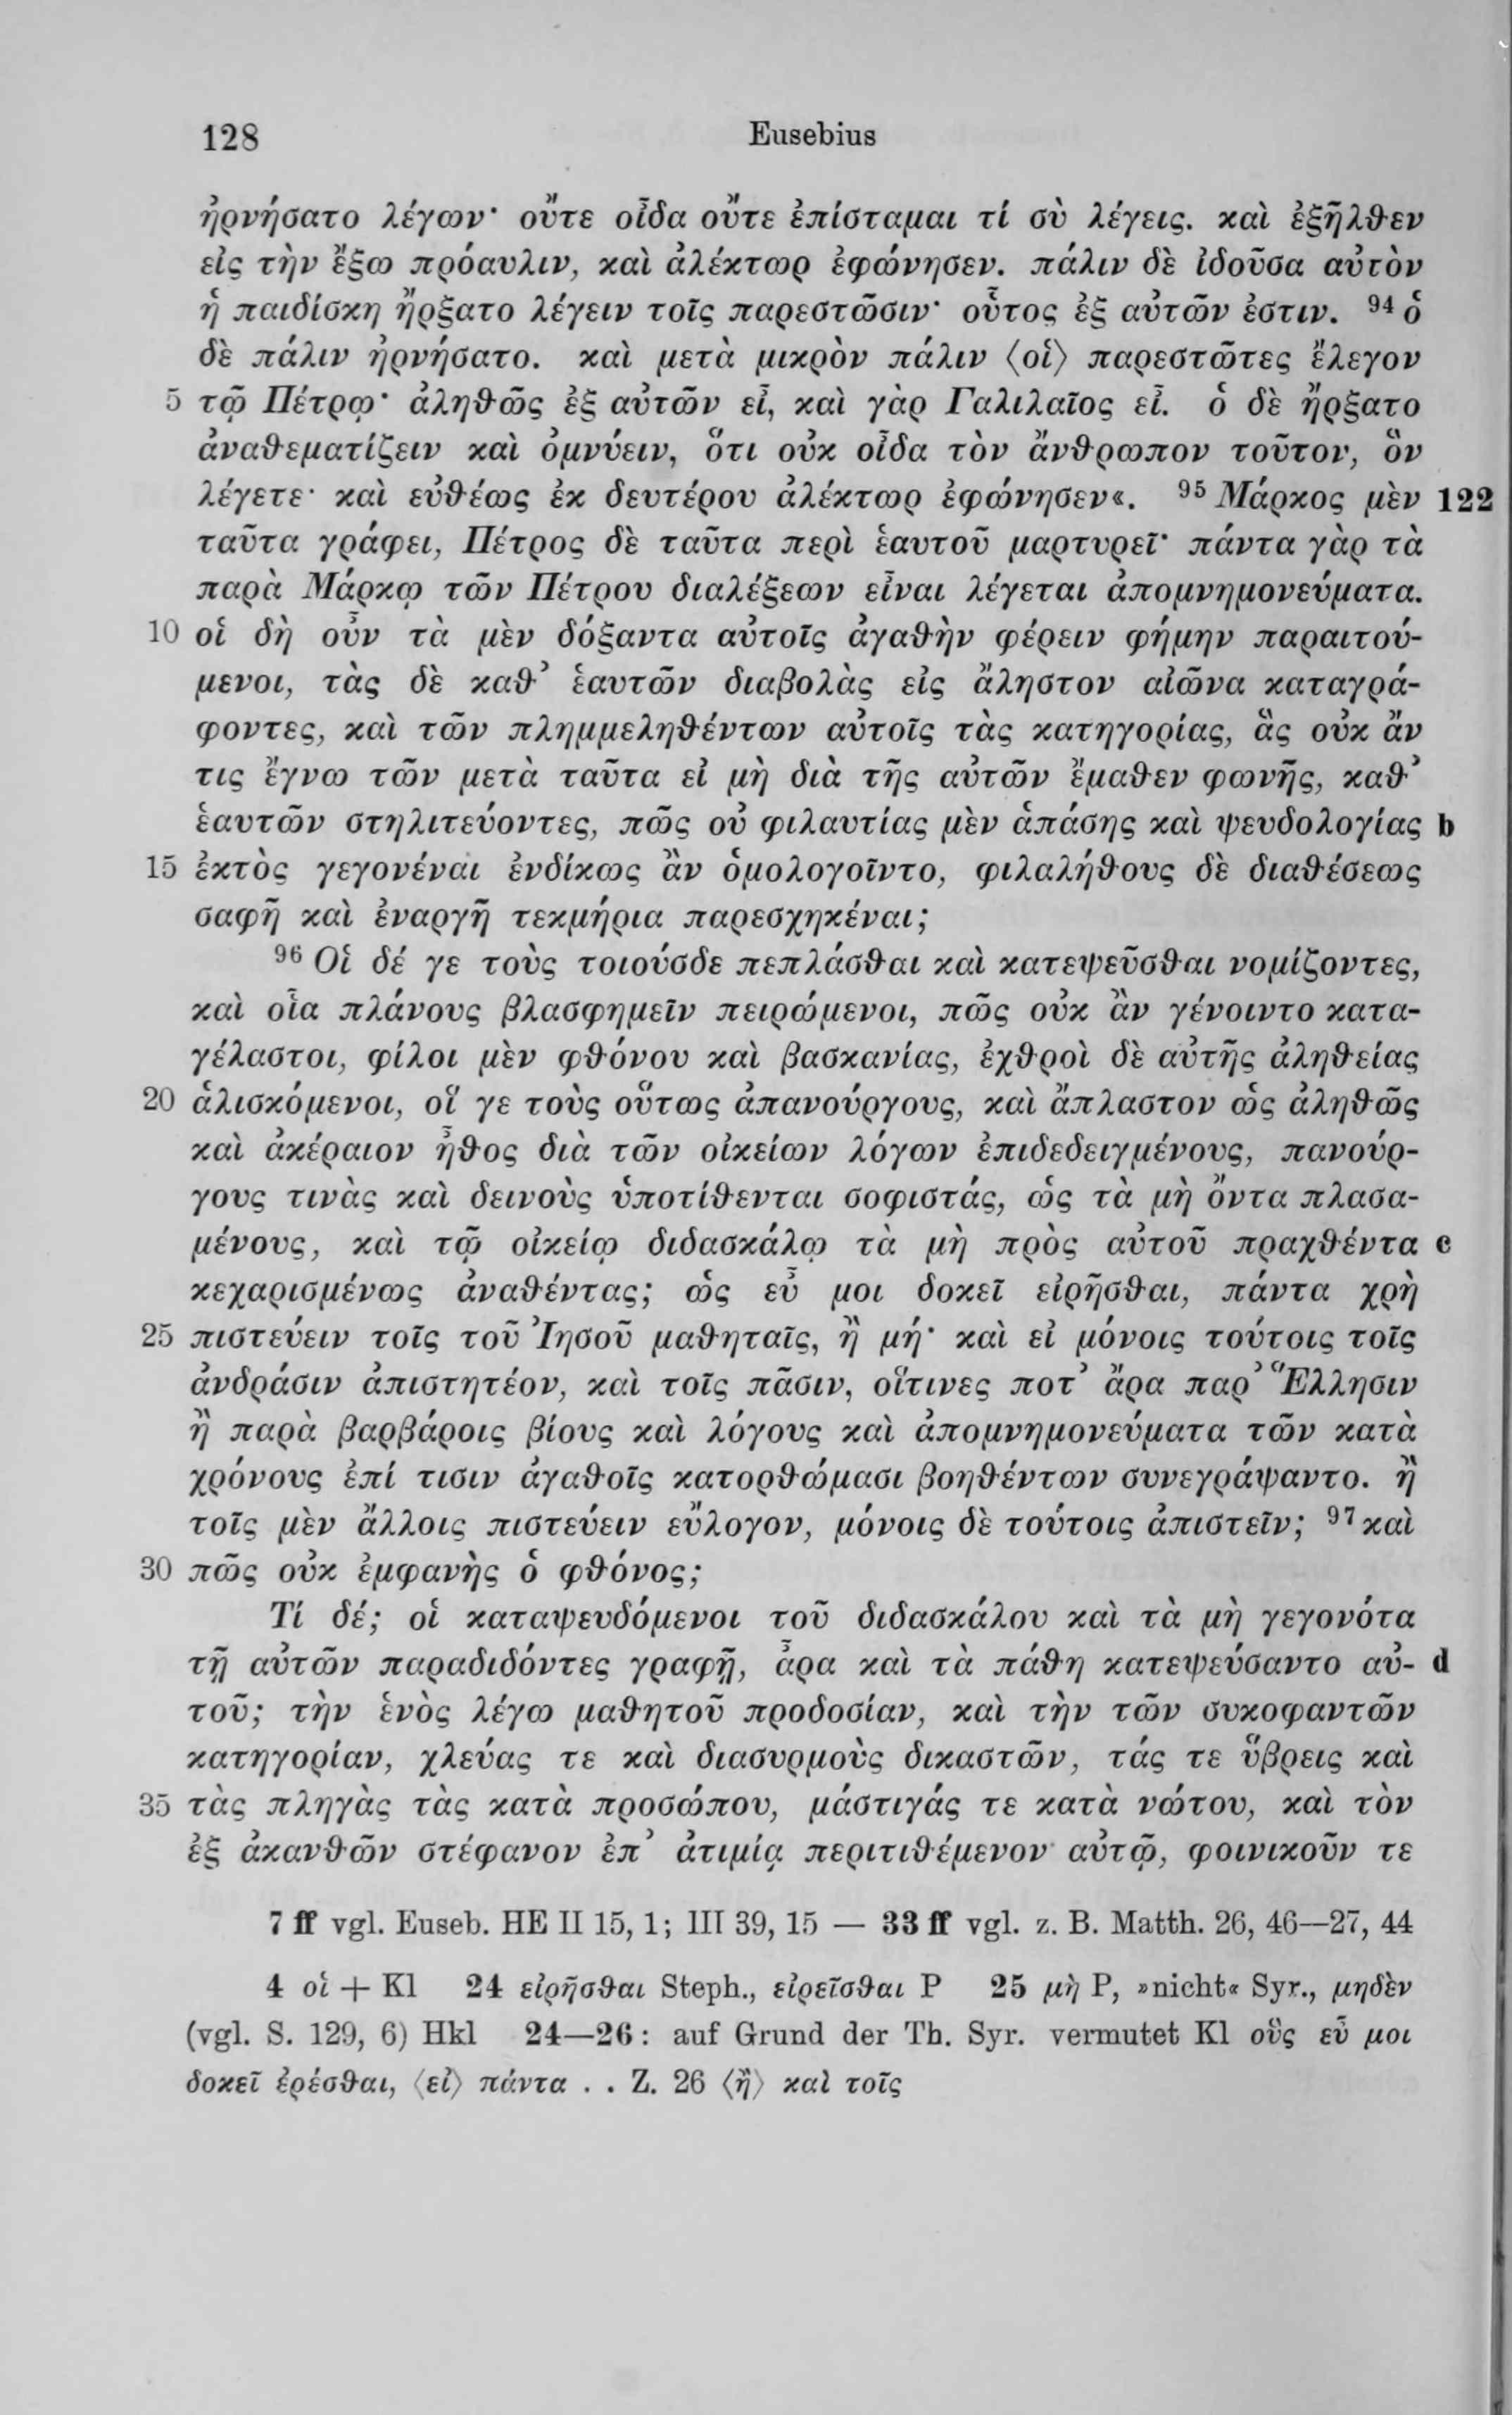 128 Eusebius
ἠρνήσατο λέγων· οὔτε οἶδα οὔτε ἐπίσταμαι τί σὺ λέγεις. καὶ ἐξῆλθεν
εἰς τὴν ἔξω πρόαυλιν, καὶ ἀλέκτωρ ἐφώνησεν. πάλιν δὲ ἰδοῦσα αὐτὸν
ἡ παιδίσκη ἤρξατο λέγειν τοῖς παρεστῶσιν· οὗτος ἐξ αὐτῶν ἐστιν. ⁹⁴ ὁ
δὲ πάλιν ἠρνήσατο. καὶ μετὰ μικρὸν πάλιν ⟨οἱ⟩ παρεστῶτες ἔλεγον
5 τῷ Πέτρῳ· ἀληθῶς ἐξ αὐτῶν εἶ, καὶ γὰρ Γαλιλαῖος εἶ. ὁ δὲ ἤρξατο
ἀναθεματίζειν καὶ ὀμνύειν, ὅτι οὐκ οἶδα τὸν ἄνθρωπον τοῦτον, ὃν
λέγετε· καὶ εὐθέως ἐκ δευτέρου ἀλέκτωρ ἐφώνησεν«. ⁹⁵ Μάρκος μὲν 122
ταῦτα γράφει, Πέτρος δὲ ταῦτα περὶ ἑαυτοῦ μαρτυρεῖ· πάντα γὰρ τὰ
παρὰ Μάρκῳ τῶν Πέτρου διαλέξεων εἶναι λέγεται ἀπομνημονεύματα.
10 οἱ δὴ οὖν τὰ μὲν δόξαντα αὐτοῖς ἀγαθὴν φέρειν φήμην παραιτού-
μενοι, τὰς δὲ καθ’ ἑαυτῶν διαβολὰς εἰς ἄληστον αἰῶνα καταγρά-
φοντες, καὶ τῶν πλημμεληθέντων αὐτοῖς τὰς κατηγορίας, ἃς οὐκ ἄν
τις ἔγνω τῶν μετὰ ταῦτα εἰ μὴ διὰ τῆς αὐτῶν ἔμαθεν φωνῆς, καθ’
ἑαυτῶν στηλιτεύοντες, πῶς οὐ φιλαυτίας μὲν ἁπάσης καὶ ψευδολογίας b
15 ἐκτὸς γεγονέναι ἐνδίκως ἂν ὁμολογοῖντο, φιλαλήθους δὲ διαθέσεως
σαφῆ καὶ ἐναργῆ τεκμήρια παρεσχηκέναι;
⁹⁶ Οἱ δέ γε τοὺς τοιούσδε πεπλάσθαι καὶ κατεψεῦσθαι νομίζοντες,
καὶ οἷα πλάνους βλασφημεῖν πειρώμενοι, πῶς οὐκ ἂν γένοιντο κατα-
γέλαστοι, φίλοι μὲν φθόνου καὶ βασκανίας, ἐχθροὶ δὲ αὐτῆς ἀληθείας
20 ἁλισκόμενοι, οἵ γε τοὺς οὕτως ἀπανούργους, καὶ ἄπλαστον ὡς ἀληθῶς
καὶ ἀκέραιον ἦθος διὰ τῶν οἰκείων λόγων ἐπιδεδειγμένους, πανούρ-
γους τινὰς καὶ δεινοὺς ὑποτίθενται σοφιστάς, ὡς τὰ μὴ ὄντα πλασα-
μένους, καὶ τῷ οἰκείῳ διδασκάλῳ τὰ μὴ πρὸς αὐτοῦ πραχθέντα c
κεχαρισμένως ἀναθέντας; ὡς εὖ μοι δοκεῖ εἰρῆσθαι, πάντα χρὴ
25 πιστεύειν τοῖς τοῦ Ἰησοῦ μαθηταῖς, ἢ μή· καὶ εἰ μόνοις τούτοις τοῖς
ἀνδράσιν ἀπιστητέον, καὶ τοῖς πᾶσιν, οἵτινες ποτ’ ἄρα παρ’ Ἕλλησιν
ἢ παρὰ βαρβάροις βίους καὶ λόγους καὶ ἀπομνημονεύματα τῶν κατὰ
χρόνους ἐπί τισιν ἀγαθοῖς κατορθώμασι βοηθέντων συνεγράψαντο. ἢ
τοῖς μὲν ἄλλοις πιστεύειν εὔλογον, μόνοις δὲ τούτοις ἀπιστεῖν; ⁹⁷ καὶ
30 πῶς οὐκ ἐμφανὴς ὁ φθόνος;
Τί δέ; οἱ καταψευδόμενοι τοῦ διδασκάλου καὶ τὰ μὴ γεγονότα
τῇ αὐτῶν παραδιδόντες γραφῇ, ἆρα καὶ τὰ πάθη κατεψεύσαντο αὐ- d
τοῦ; τὴν ἑνὸς λέγω μαθητοῦ προδοσίαν, καὶ τὴν τῶν συκοφαντῶν
κατηγορίαν, χλεύας τε καὶ διασυρμοὺς δικαστῶν, τάς τε ὕβρεις καὶ
35 τὰς πληγὰς τὰς κατὰ προσώπου, μάστιγάς τε κατὰ νώτου, καὶ τὸν
ἐξ ἀκανθῶν στέφανον ἐπ’ ἀτιμίᾳ περιτιθέμενον αὐτῷ, φοινικοῦν τε
7 ff vgl. Euseb. HE II 15, 1; III 39, 15 — 33 ff vgl. z. B. Matth. 26, 46—27, 44
4 οἱ + Kl 24 εἰρῆσθαι Steph., εἰρεῖσθαι P 25 μὴ P, »nicht« Syr., μηδὲν
(vgl. S. 129, 6) Hkl 24—26: auf Grund der Th. Syr. vermutet Kl οὓς εὖ μοι
δοκεῖ ἐρέσθαι, ⟨εἰ⟩ πάντα . . Z. 26 ⟨ἢ⟩ καὶ τοῖς